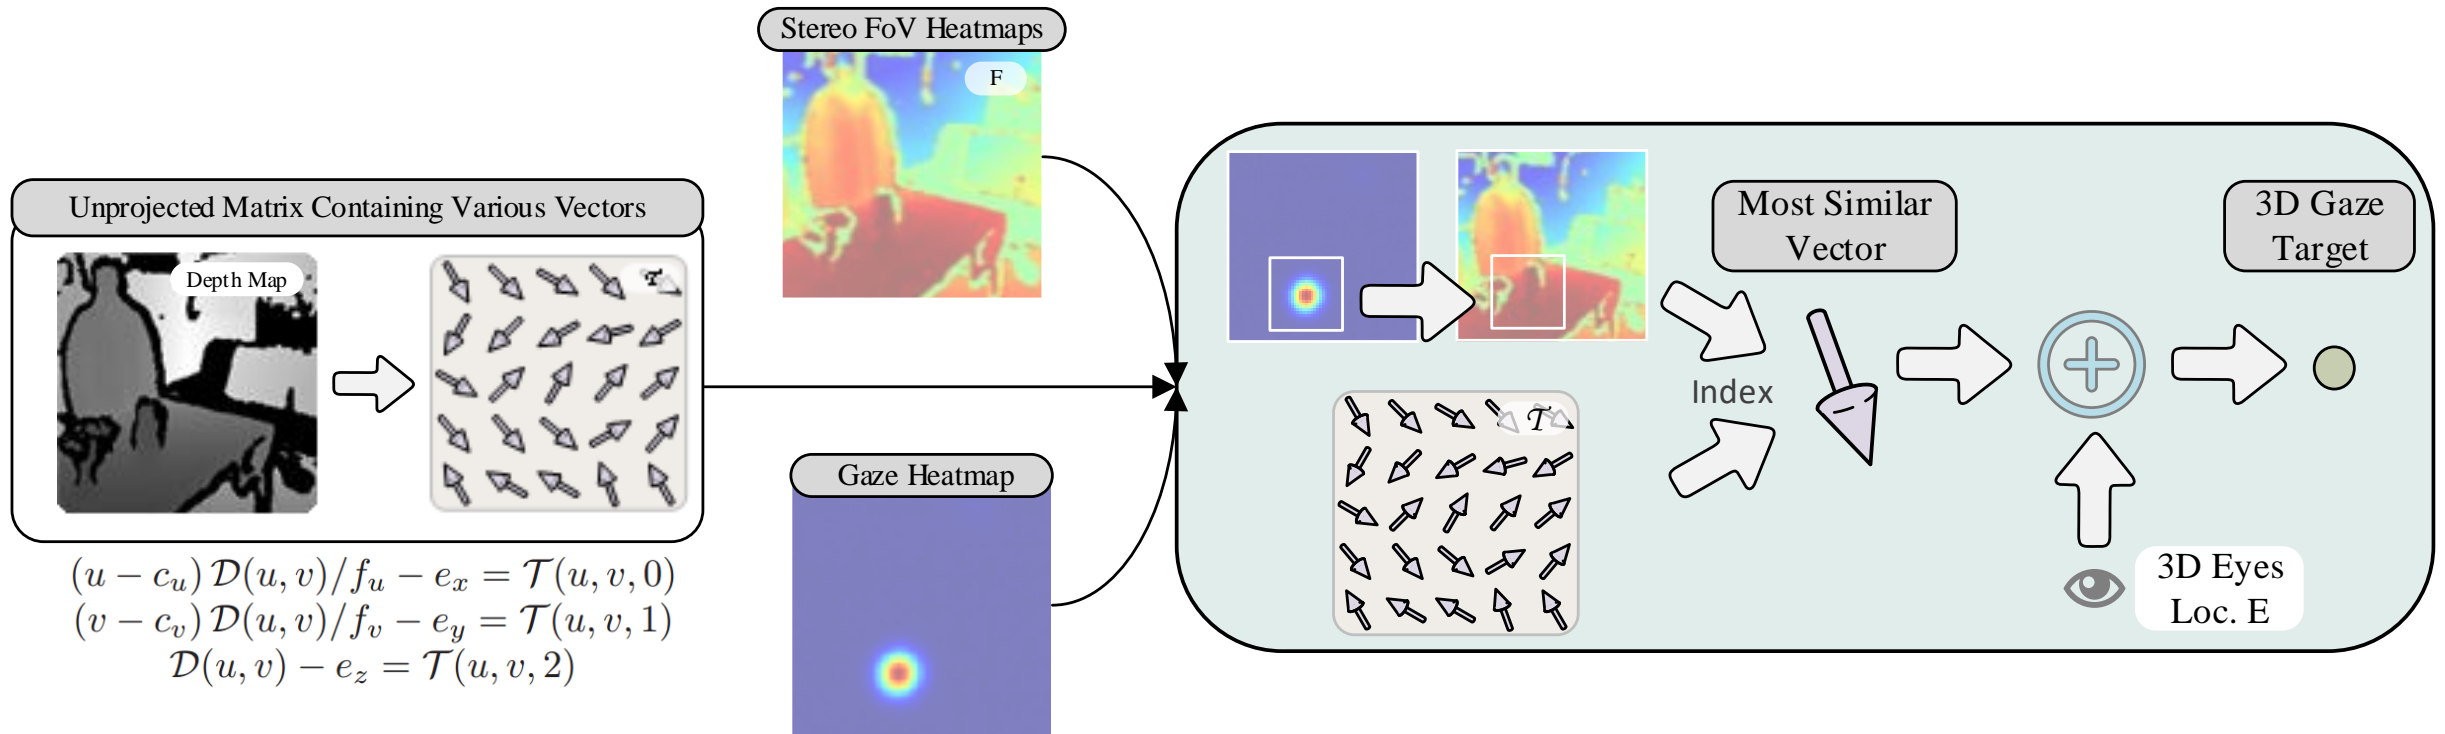 Stereo FoV Heatmaps
F
Unprojected Matrix Containing Various Vectors
Depth Map
𝒯
(u − c_u) 𝒟(u, v)/f_u − e_x = 𝒯(u, v, 0)
(v − c_v) 𝒟(u, v)/f_v − e_y = 𝒯(u, v, 1)
𝒟(u, v) − e_z = 𝒯(u, v, 2)
Gaze Heatmap
Most Similar
Vector
3D Gaze
Target
Index
𝒯
3D Eyes
Loc. E